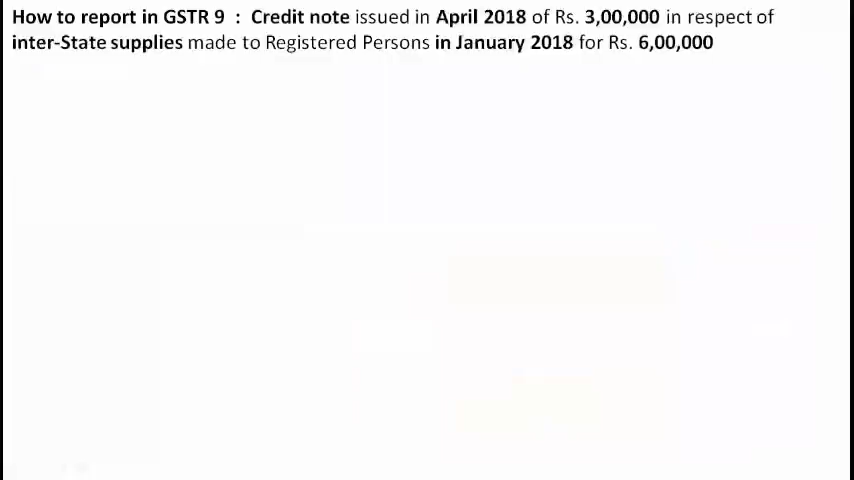 How to report in GSTR 9 : Credit note issued in April 2018 of Rs. 3,00,000 in respect of
inter-State supplies made to Registered Persons in January 2018 for Rs. 6,00,000